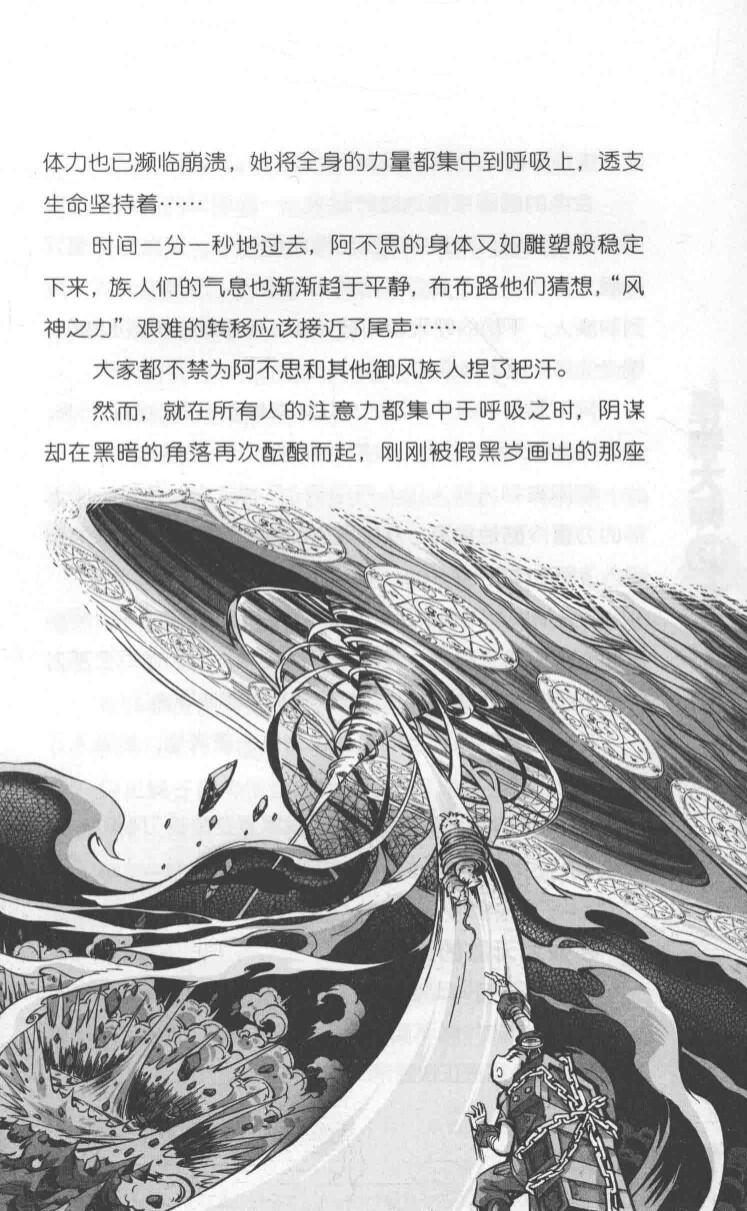 体力也已濒临崩溃，她将全身的力量都集中到呼吸上，透支
生命坚持着……
时间一分一秒地过去，阿不思的身体又如雕塑般稳定
下来，族人们的气息也渐渐趋于平静，布布路他们猜想，“风
神之力”艰难的转移应该接近了尾声……
大家都不禁为阿不思和其他御风族人捏了把汗。
然而，就在所有人的注意力都集中于呼吸之时，阴谋
却在黑暗的角落再次酝酿而起，刚刚被假黑岁画出的那座